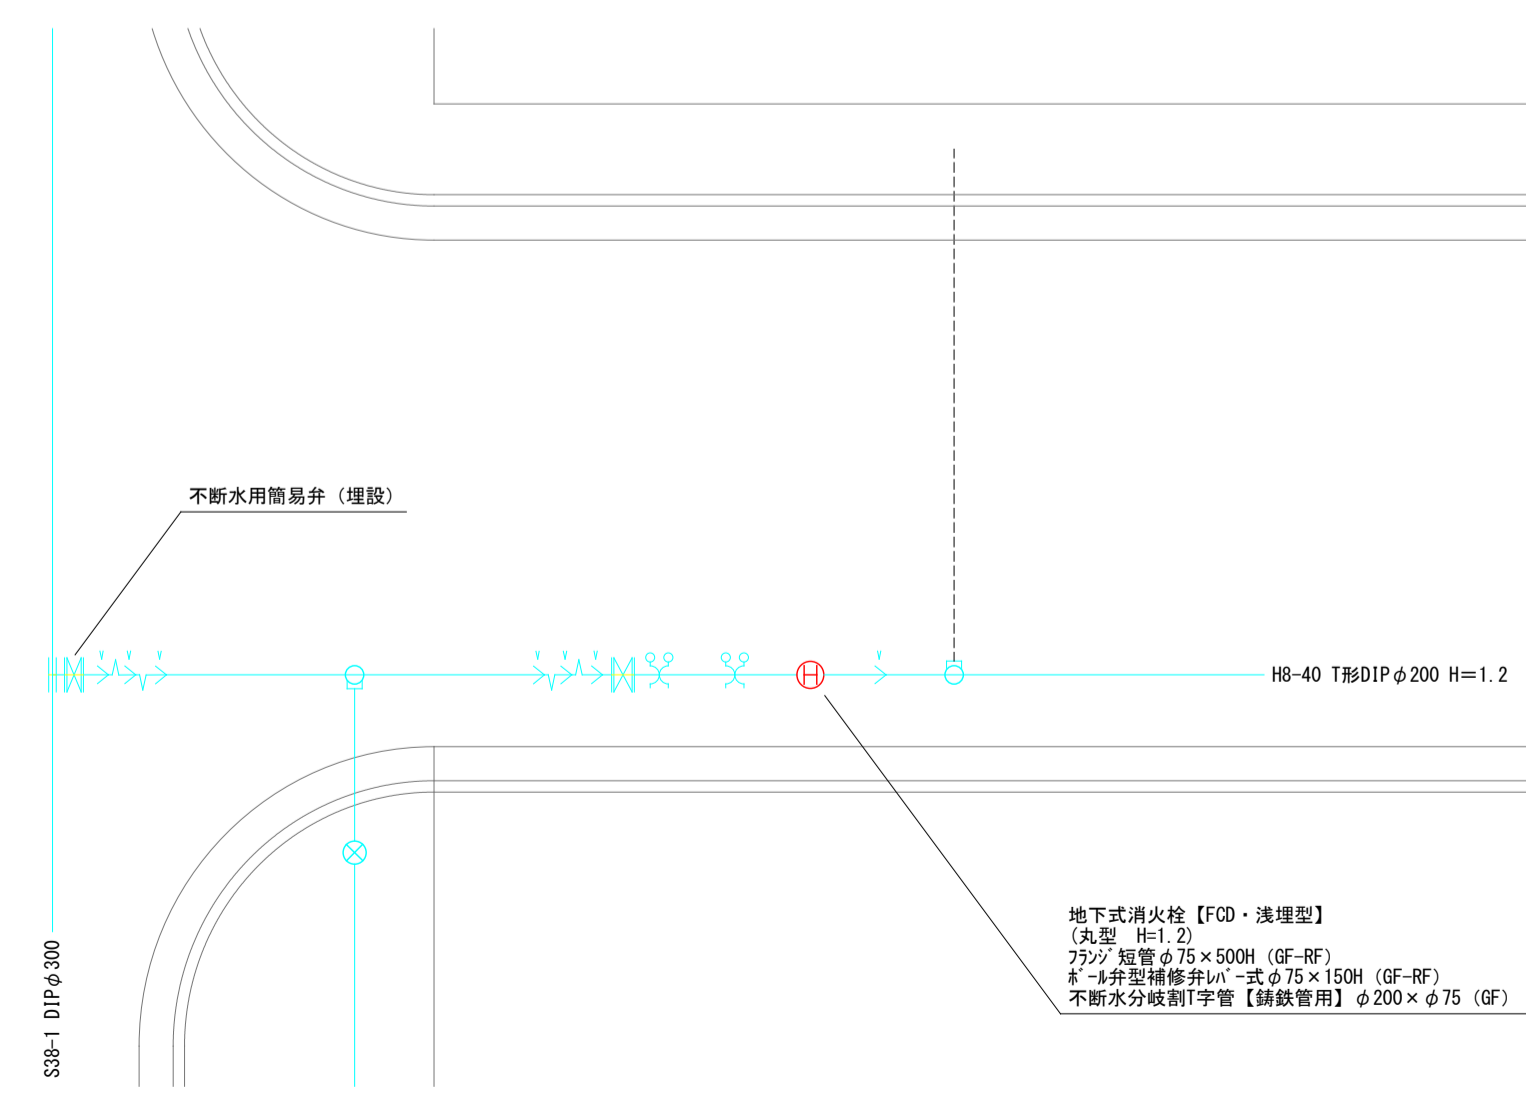 不断水用簡易弁（埋設）
V V V
V V V
V
H
H8-40 T形DIPφ200 H＝1.2
地下式消火栓【FCD・浅埋型】
（丸型　H=1.2）
ﾌﾗﾝｼﾞ短管φ75×500H（GF-RF）
ﾎﾞｰﾙ弁型補修弁ﾚﾊﾞｰ式φ75×150H（GF-RF）
不断水分岐割T字管【鋳鉄管用】φ200×φ75（GF）
S38-1 DIPφ300